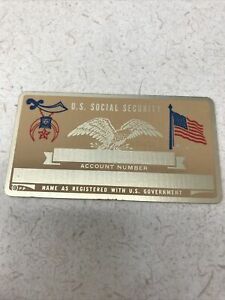 U.S. SOCIAL SECURITY
ACCOUNT NUMBER
NAME AS REGISTERED WITH U.S. GOVERNMENT